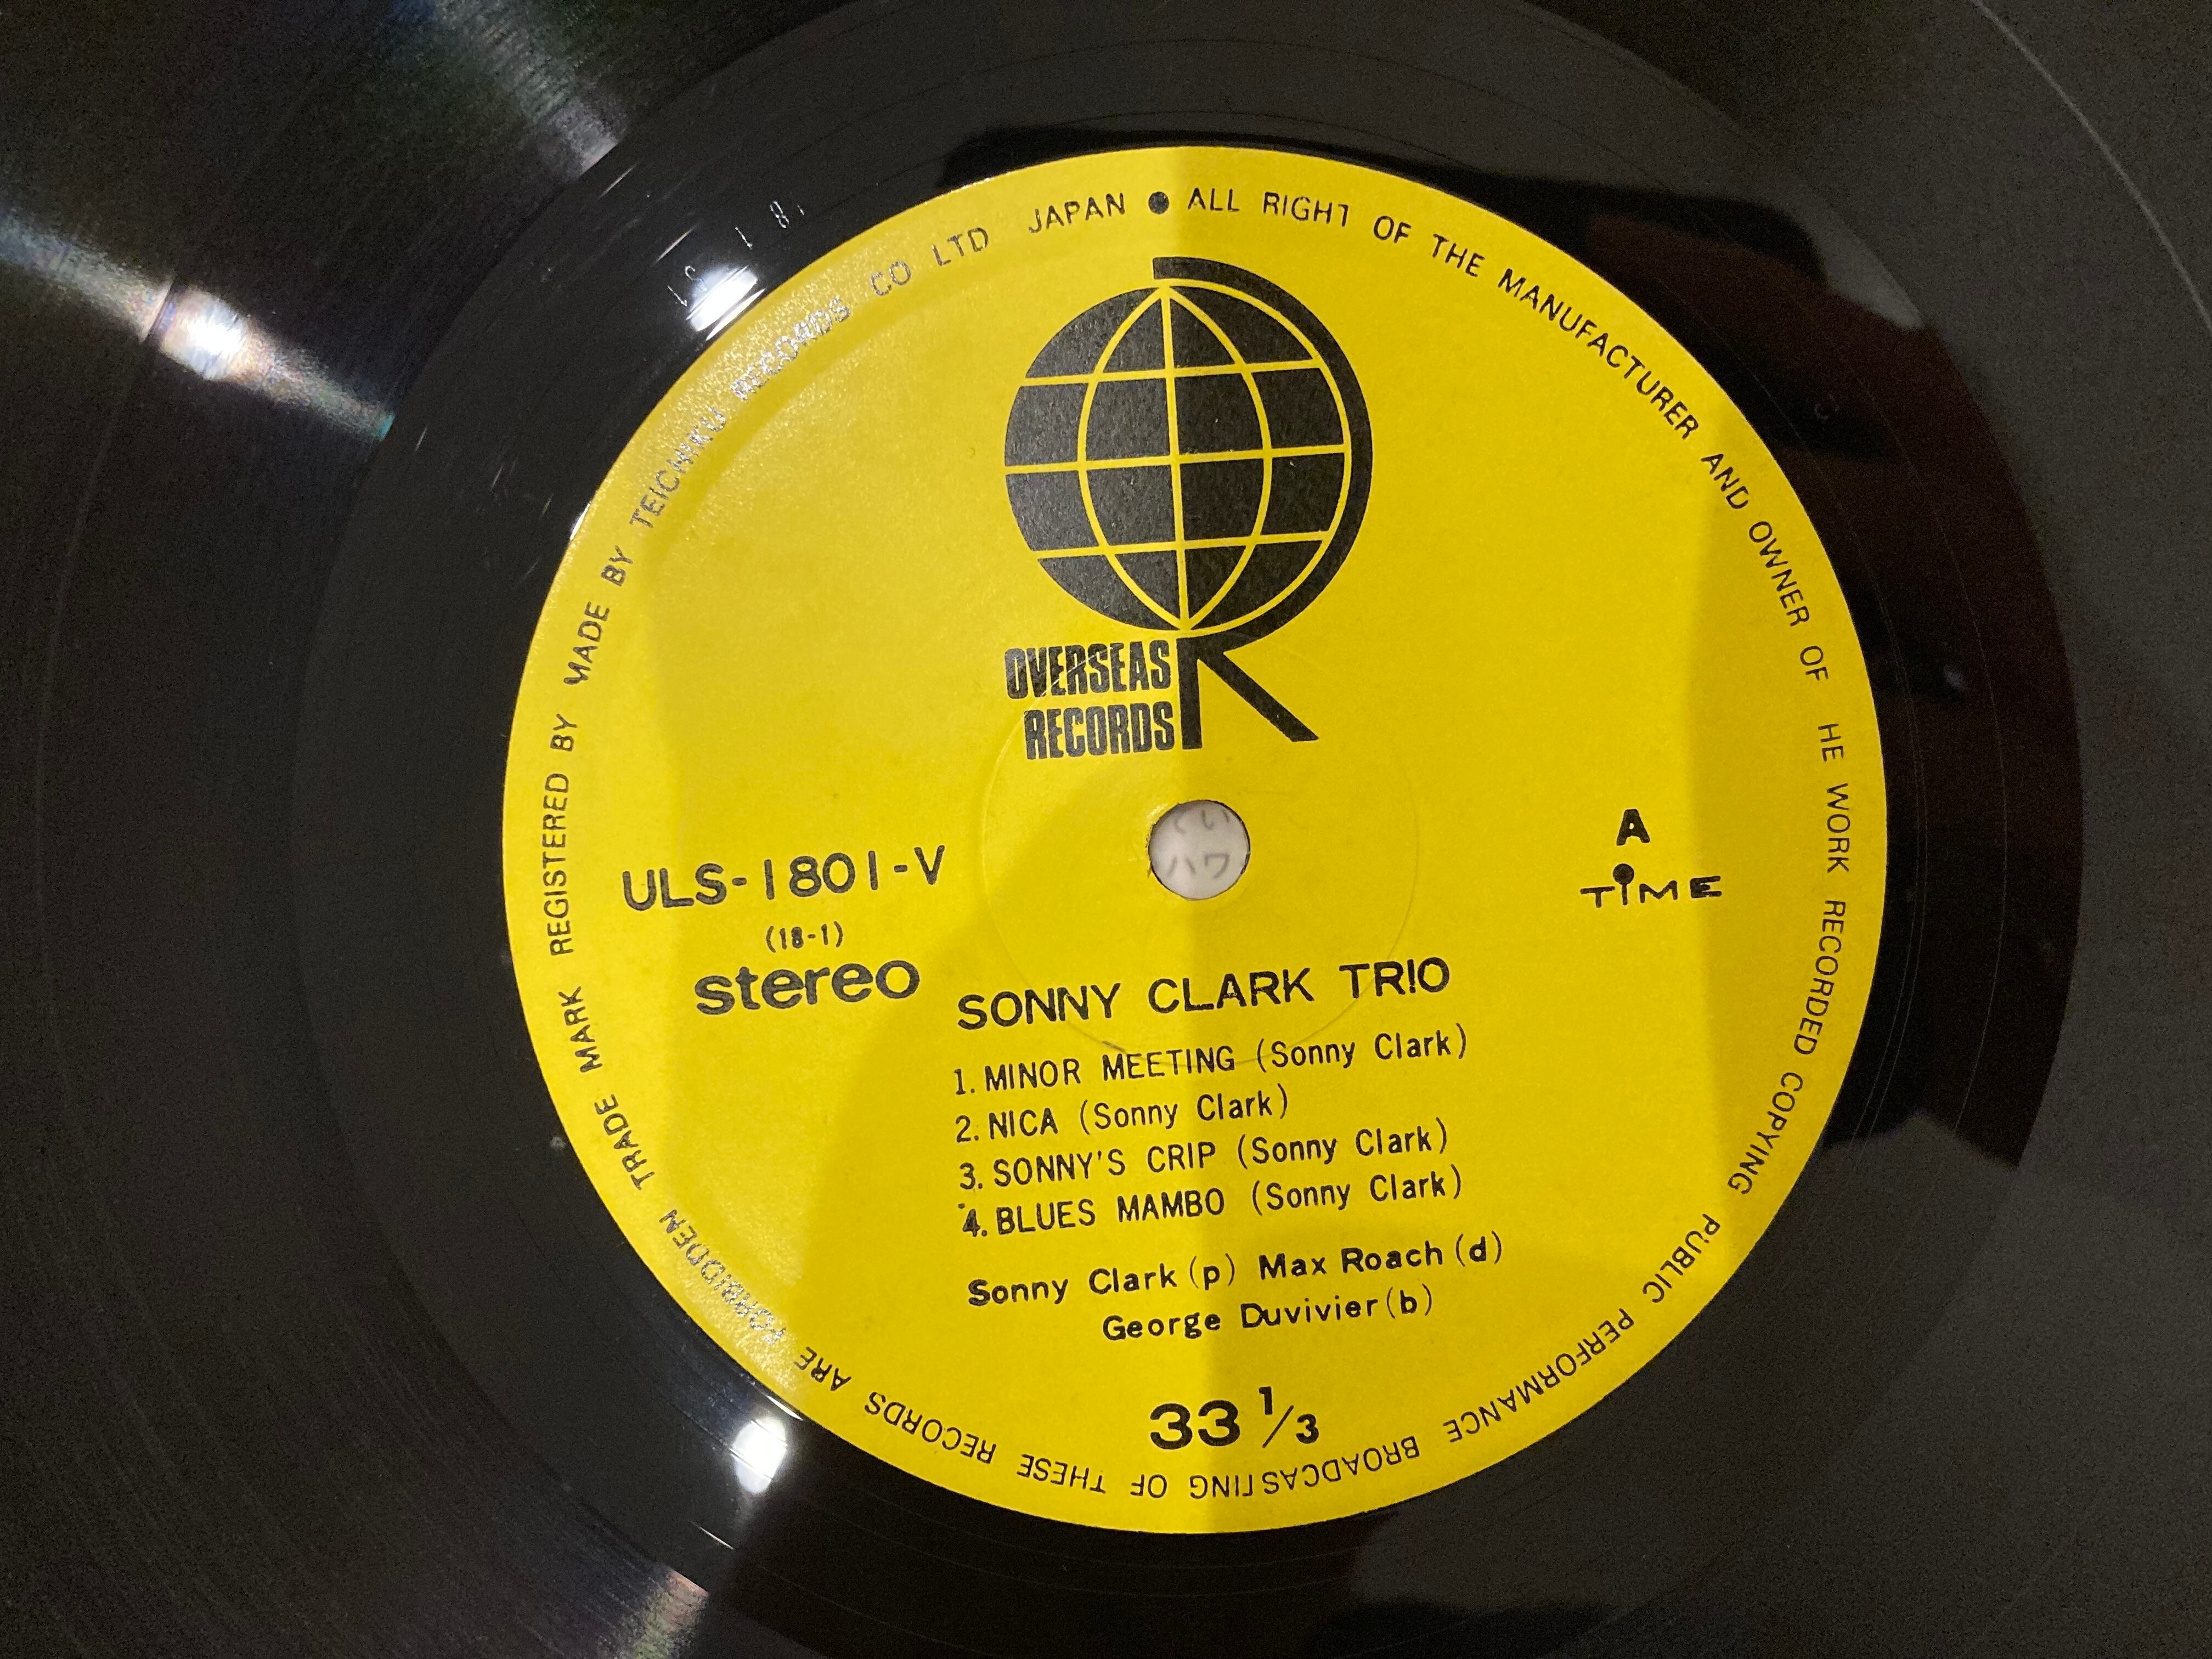 TRADE MARK REGISTERED BY MADE BY TEICHIKU RECORDS CO LTD JAPAN ● ALL RIGHT OF THE MANUFACTURER AND OWNER OF HE WORK RECORDED COPYING PUBLIC PERFORMANCE BROADCASTING OF THESE RECORDS ARE FORBIDDEN
OVERSEAS
RECORDS
ULS-1801-V
(18-1)
stereo
A
TIME
SONNY CLARK TRIO
1. MINOR MEETING (Sonny Clark)
2. NICA (Sonny Clark)
3. SONNY'S CRIP (Sonny Clark)
4. BLUES MAMBO (Sonny Clark)
Sonny Clark (p) Max Roach (d)
George Duvivier (b)
33 1/3